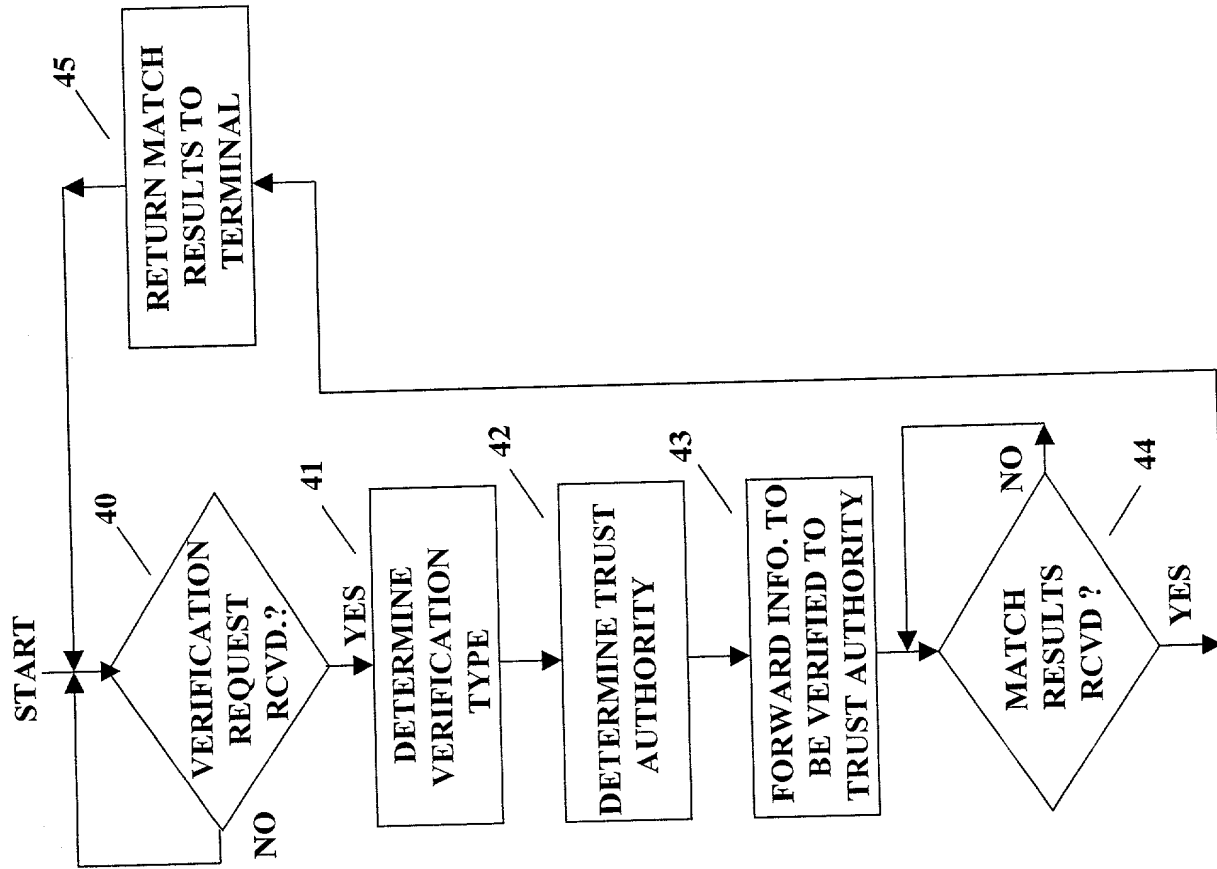 START
40
VERIFICATION
REQUEST
RCVD.?
NO
YES
41
DETERMINE
VERIFICATION
TYPE
42
DETERMINE TRUST
AUTHORITY
43
FORWARD INFO. TO
BE VERIFIED TO
TRUST AUTHORITY
MATCH
RESULTS
RCVD ?
NO
44
YES
45
RETURN MATCH
RESULTS TO
TERMINAL